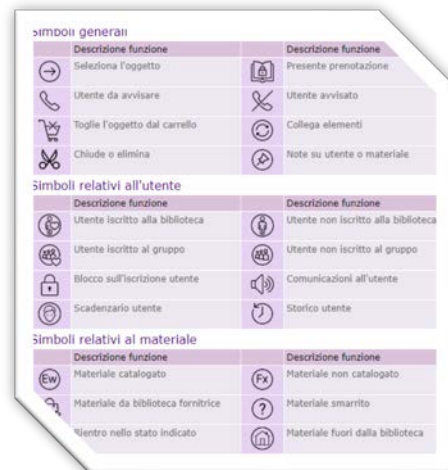 Simboli generali
Descrizione funzione Descrizione funzione
Seleziona l'oggetto Presente prenotazione
Utente da avvisare Utente avvisato
Toglie l'oggetto dal carrello Collega elementi
Chiude o elimina Note su utente o materiale
Simboli relativi all'utente
Descrizione funzione Descrizione funzione
Utente iscritto alla biblioteca Utente non iscritto alla biblioteca
Utente iscritto al gruppo Utente non iscritto al gruppo
Blocco sull'iscrizione utente Comunicazioni all'utente
Scadenzario utente Storico utente
Simboli relativi al materiale
Descrizione funzione Descrizione funzione
Ew Materiale catalogato Fx Materiale non catalogato
Materiale da biblioteca fornitrice ? Materiale smarrito
Rientro nello stato indicato Materiale fuori dalla biblioteca